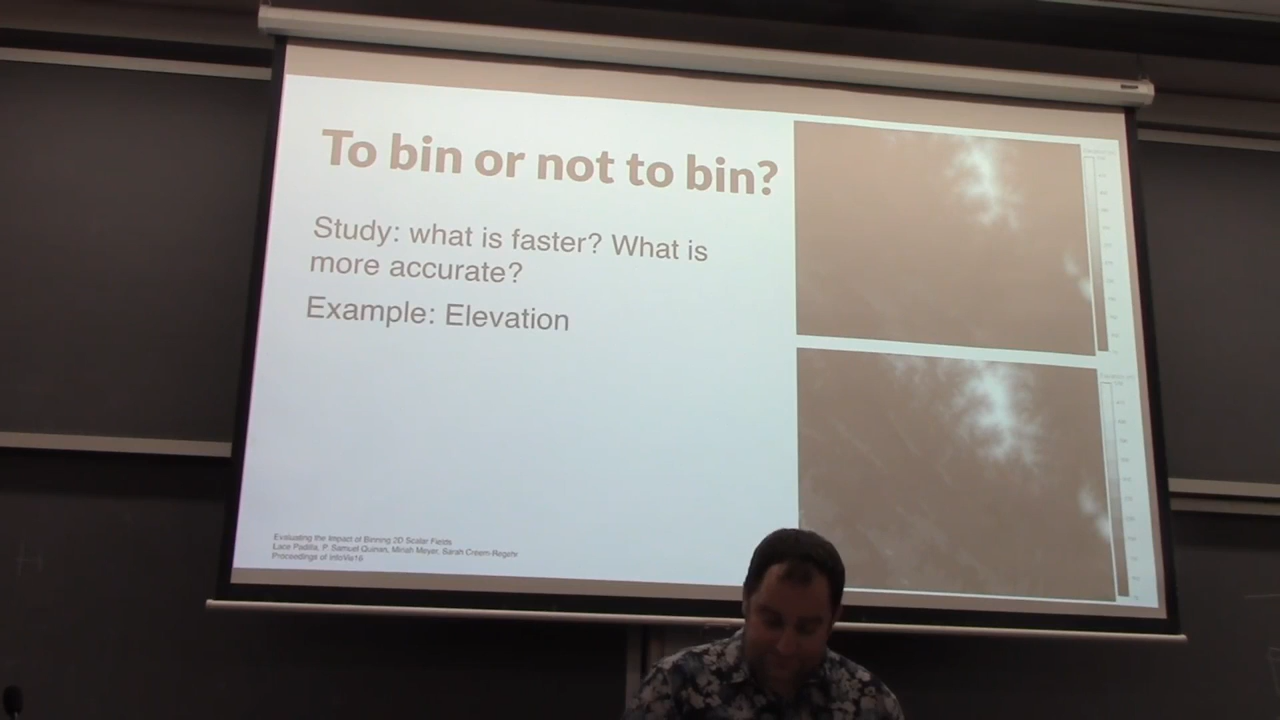 To bin or not to bin?
Study: what is faster? What is
more accurate?
Example: Elevation
Evaluating the Impact of Binning 2D Scalar Fields
Lace Padilla, P. Samuel Quinan, Miriah Meyer, Sarah Creem-Regehr
Proceedings of InfoVis16